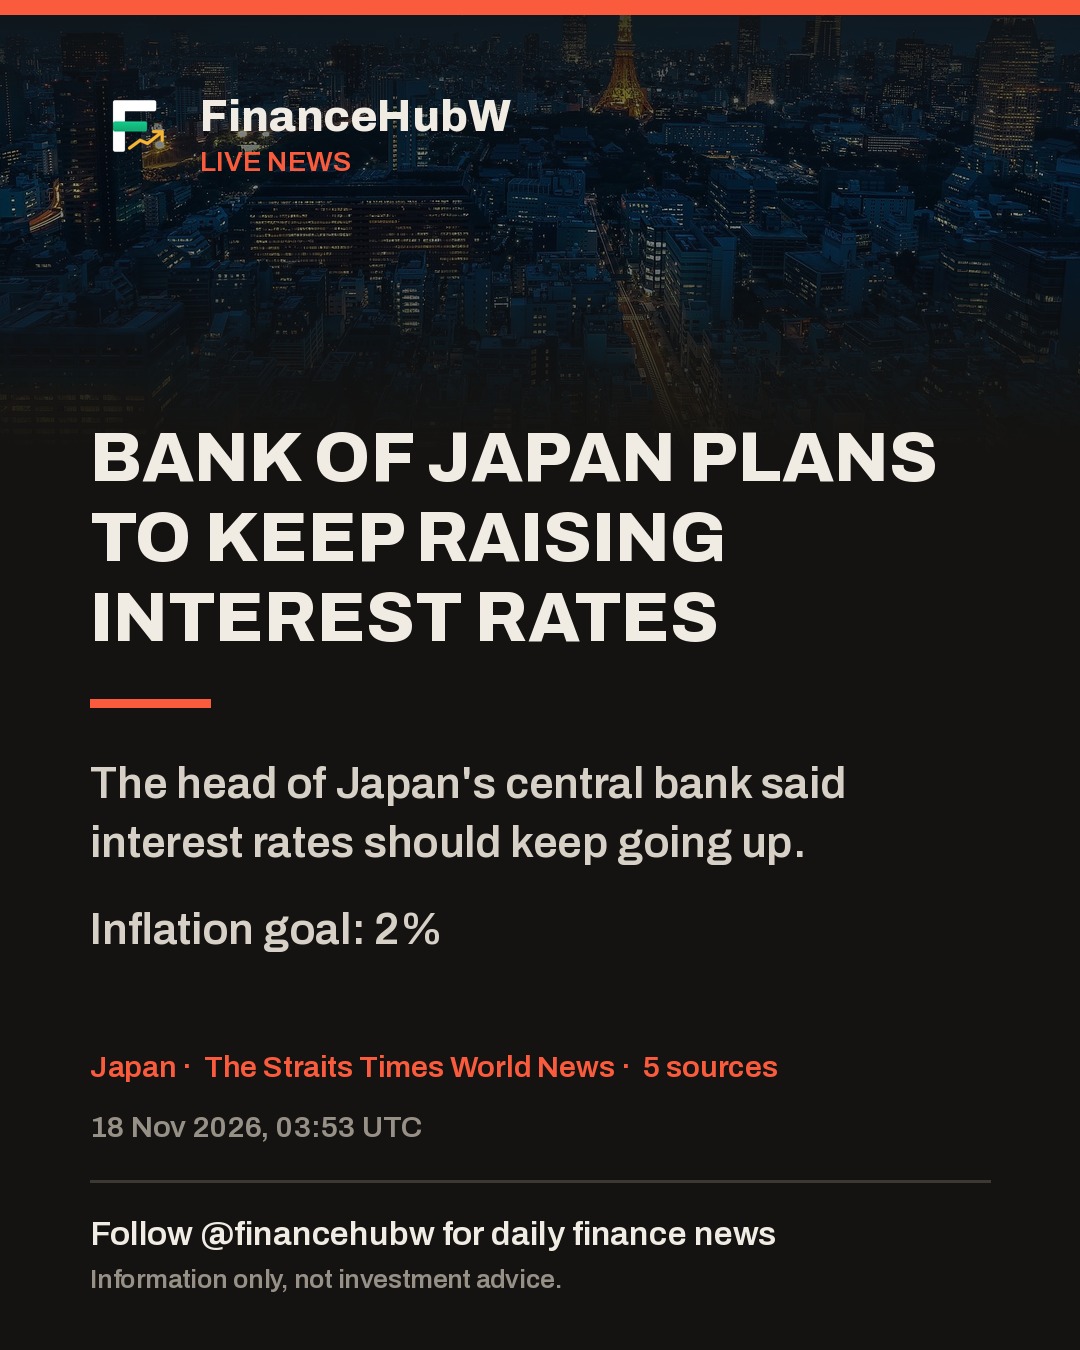 FinanceHubW
LIVE NEWS
BANK OF JAPAN PLANS
TO KEEP RAISING
INTEREST RATES
The head of Japan's central bank said
interest rates should keep going up.
Inflation goal: 2%
Japan · The Straits Times World News · 5 sources
18 Nov 2026, 03:53 UTC
Follow @financehubw for daily finance news
Information only, not investment advice.